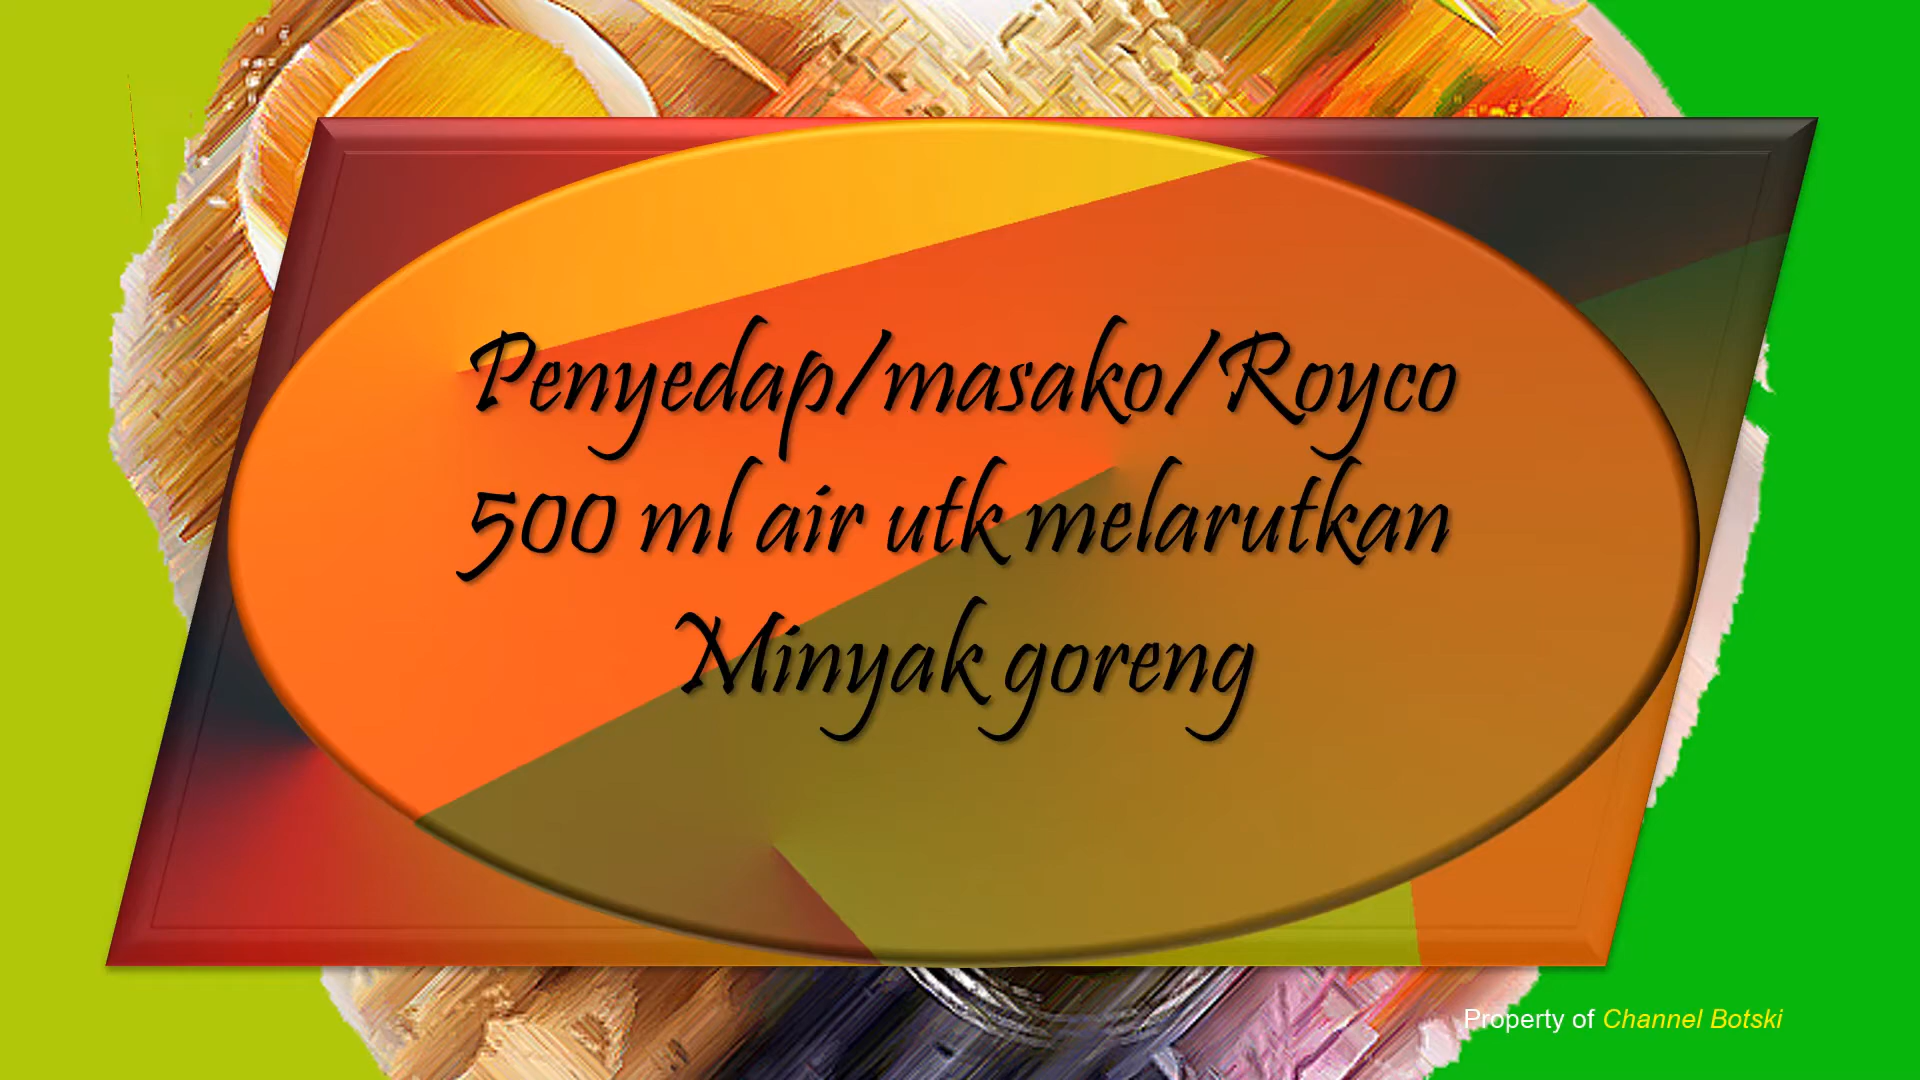 Penyedap/masako/Royco
500 ml air utk melarutkan
Minyak goreng
Property of Channel Botski